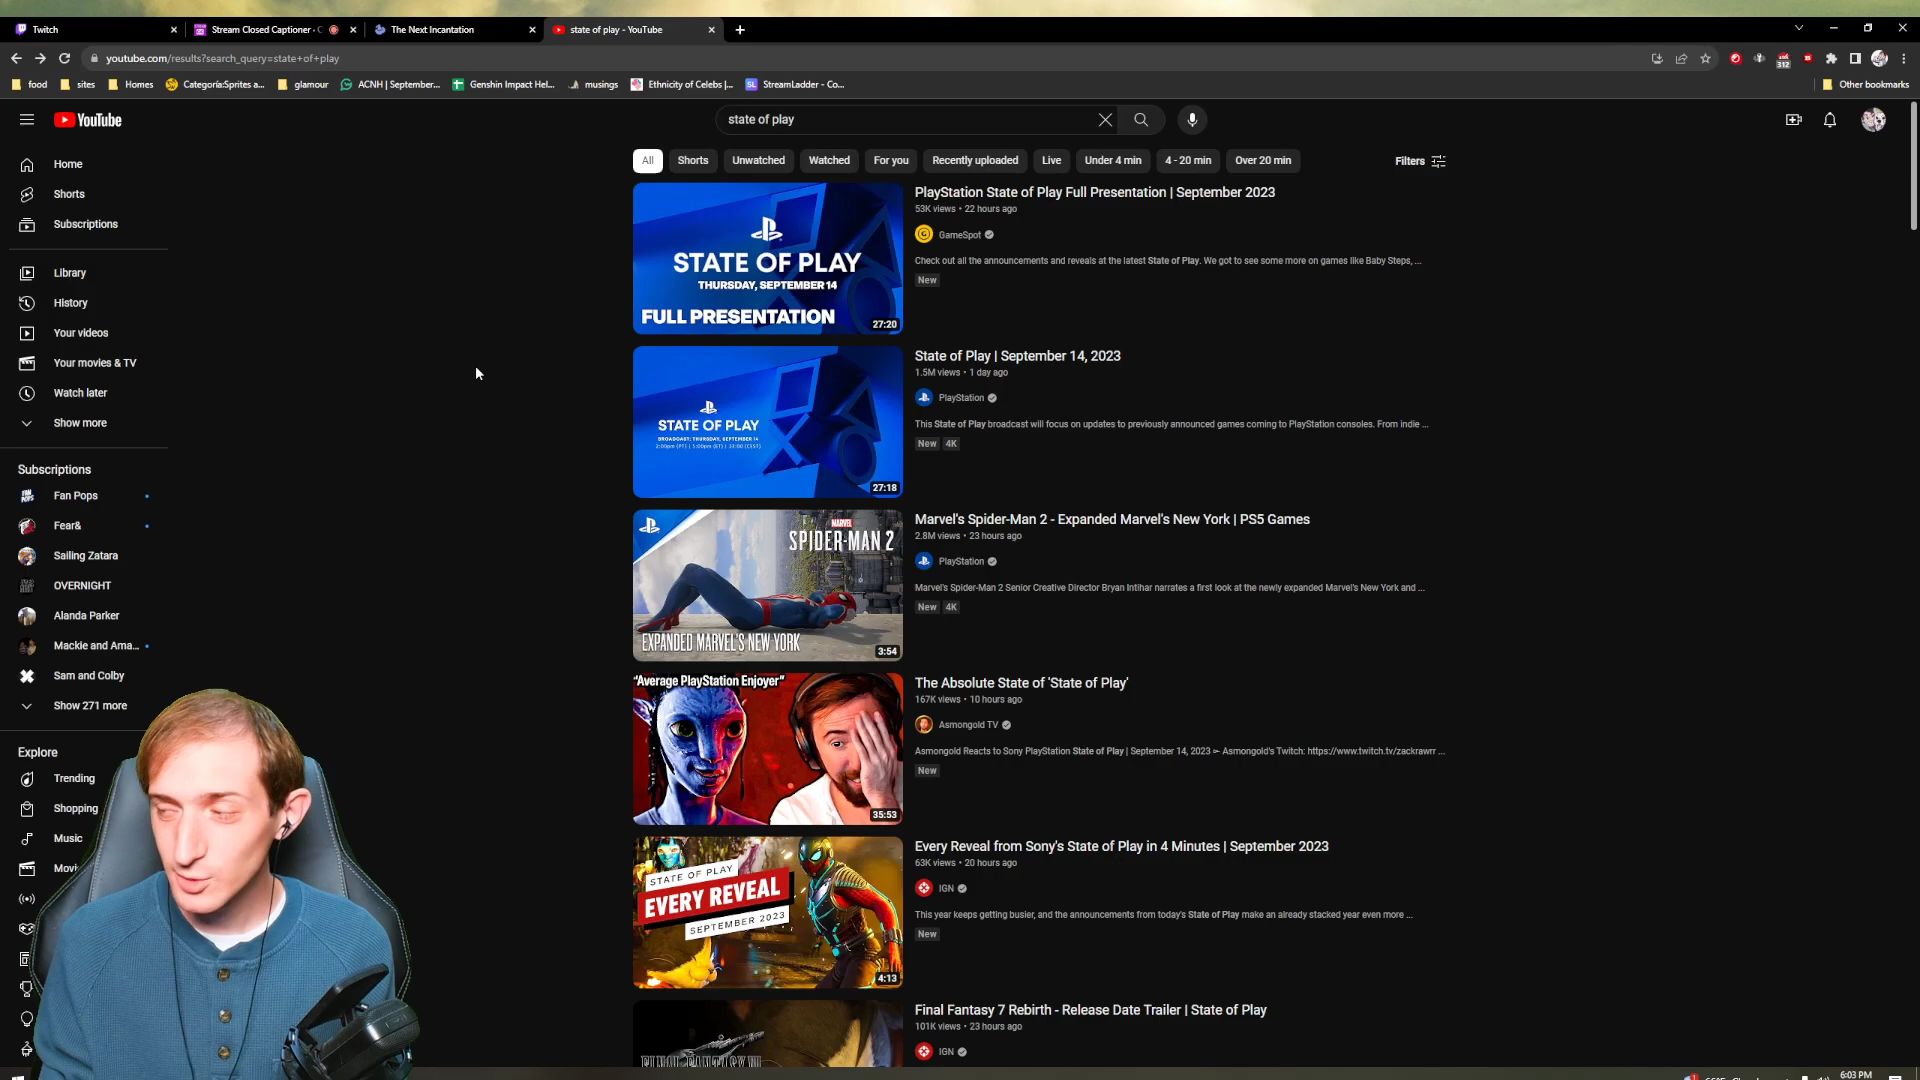 Twitch
Stream Closed Captioner - C
The Next Incantation
state of play - YouTube
youtube.com/results?search_query=state+of+play
food
sites
Homes
Categoría:Sprites a...
glamour
ACNH | September...
Genshin Impact Hel...
musings
Ethnicity of Celebs |...
StreamLadder - Co...
Other bookmarks
312
YouTube
state of play
All
Shorts
Unwatched
Watched
For you
Recently uploaded
Live
Under 4 min
4 - 20 min
Over 20 min
Filters
Home
Shorts
Subscriptions
Library
History
Your videos
Your movies & TV
Watch later
Show more
Subscriptions
Fan Pops
Fear&
Sailing Zatara
OVERNIGHT
Alanda Parker
Mackie and Ama...
Sam and Colby
Show 271 more
Explore
Trending
Shopping
Music
Movi
STATE OF PLAY
THURSDAY, SEPTEMBER 14
FULL PRESENTATION
27:20
PlayStation State of Play Full Presentation | September 2023
53K views • 22 hours ago
GameSpot
Check out all the announcements and reveals at the latest State of Play. We got to see some more on games like Baby Steps, ...
New
STATE OF PLAY
BROADCAST: THURSDAY, SEPTEMBER 14
27:18
State of Play | September 14, 2023
1.5M views • 1 day ago
PlayStation
This State of Play broadcast will focus on updates to previously announced games coming to PlayStation consoles. From indie ...
New
4K
MARVEL
SPIDER-MAN 2
EXPANDED MARVEL'S NEW YORK
3:54
Marvel's Spider-Man 2 - Expanded Marvel's New York | PS5 Games
2.8M views • 23 hours ago
PlayStation
Marvel's Spider-Man 2 Senior Creative Director Bryan Intihar narrates a first look at the newly expanded Marvel's New York and ...
New
4K
"Average PlayStation Enjoyer"
35:53
The Absolute State of 'State of Play'
167K views • 10 hours ago
Asmongold TV
Asmongold Reacts to Sony PlayStation State of Play | September 14, 2023 ► Asmongold's Twitch: https://www.twitch.tv/zackrawrr ...
New
STATE OF PLAY
EVERY REVEAL
SEPTEMBER 2023
4:13
Every Reveal from Sony's State of Play in 4 Minutes | September 2023
63K views • 20 hours ago
IGN
This year keeps getting busier, and the announcements from today's State of Play make an already stacked year even more ...
New
Final Fantasy 7 Rebirth - Release Date Trailer | State of Play
101K views • 23 hours ago
IGN
6:03 PM